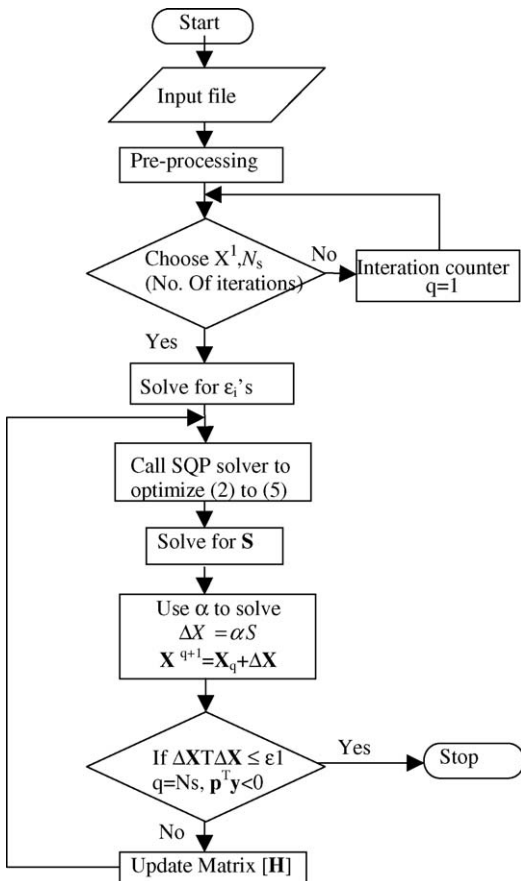 Start
Input file
Pre-processing
Choose X¹,Nₛ
(No. Of iterations)
No
Interation counter
q=1
Yes
Solve for εᵢ's
Call SQP solver to
optimize (2) to (5)
Solve for S
Use α to solve
ΔX = αS
X q+1=Xq+ΔX
If ΔXTΔX ≤ ε1
q=Ns, pᵀy<0
Yes
Stop
No
Update Matrix [H]